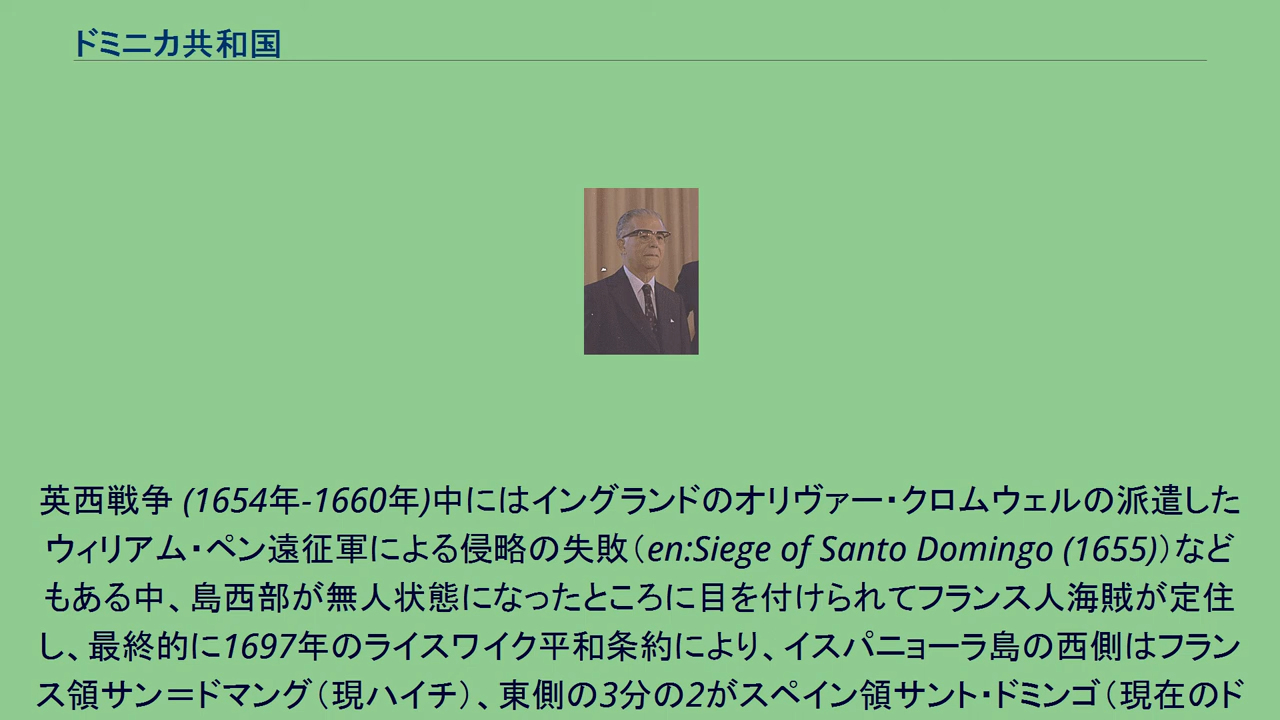 ドミニカ共和国
英西戦争 (1654年-1660年)中にはイングランドのオリヴァー・クロムウェルの派遣した
ウィリアム・ペン遠征軍による侵略の失敗（en:Siege of Santo Domingo (1655)）など
もある中、島西部が無人状態になったところに目を付けられてフランス人海賊が定住
し、最終的に1697年のライスワイク平和条約により、イスパニョーラ島の西側はフラン
ス領サン＝ドマング（現ハイチ）、東側の3分の2がスペイン領サント・ドミンゴ（現在のド